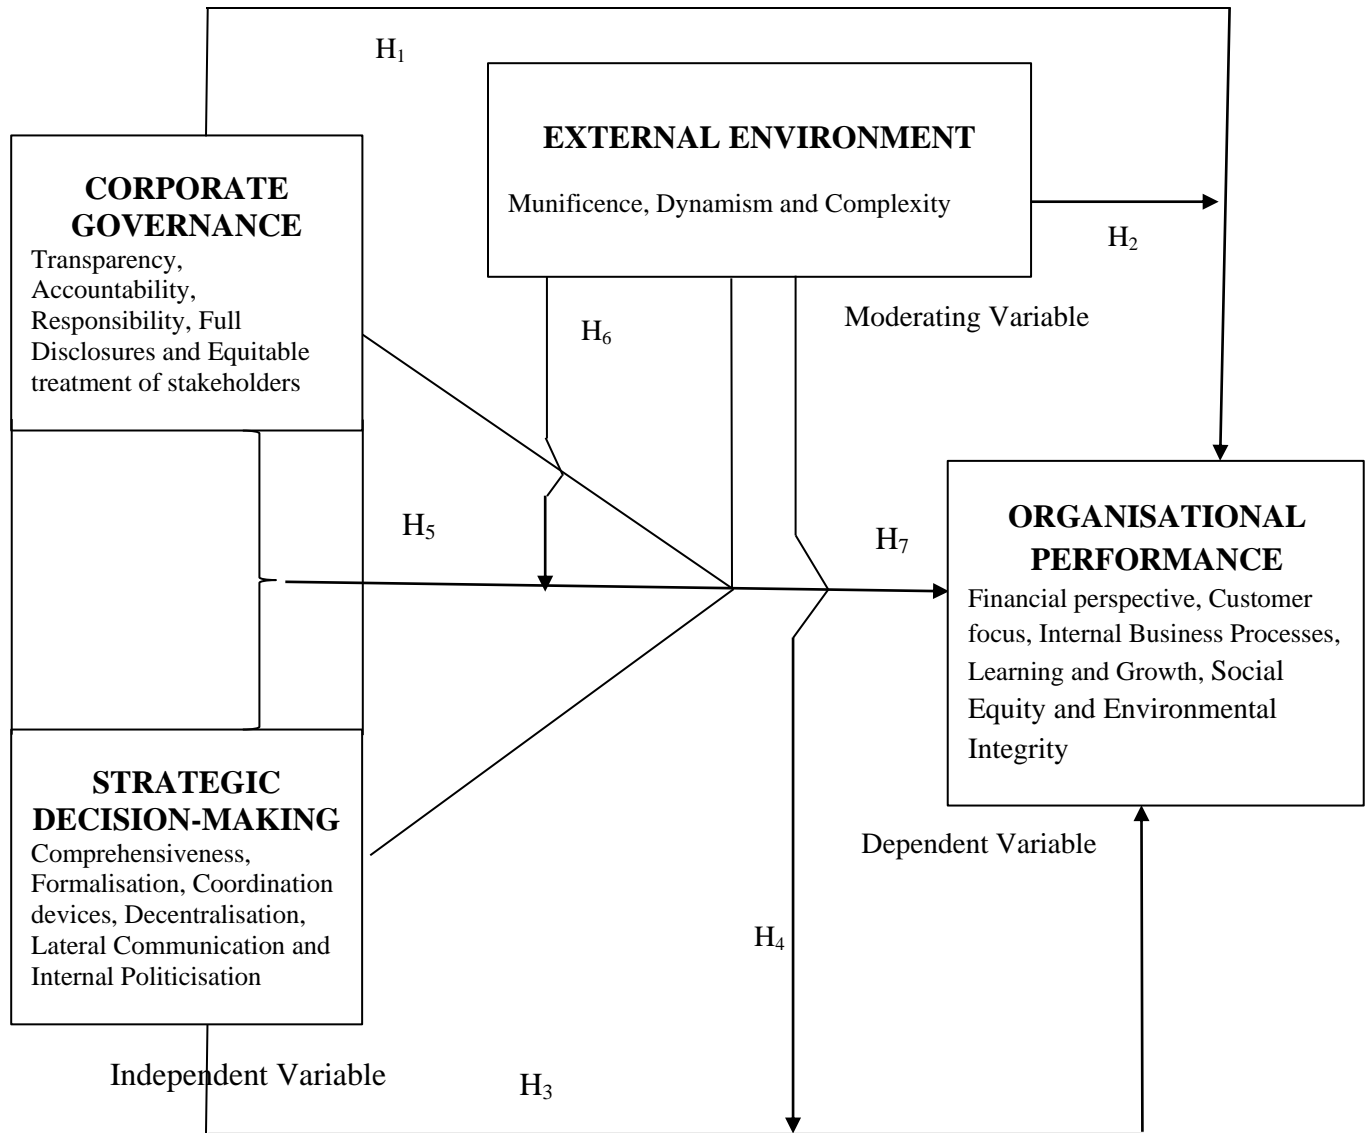 H1
EXTERNAL ENVIRONMENT
Munificence, Dynamism and Complexity
CORPORATE
GOVERNANCE
Transparency,
Accountability,
Responsibility, Full
Disclosures and Equitable
treatment of stakeholders
H2
Moderating Variable
H6
H5
H7
ORGANISATIONAL
PERFORMANCE
Financial perspective, Customer
focus, Internal Business Processes,
Learning and Growth, Social
Equity and Environmental
Integrity
STRATEGIC
DECISION-MAKING
Comprehensiveness,
Formalisation, Coordination
devices, Decentralisation,
Lateral Communication and
Internal Politicisation
Dependent Variable
H4
Independent Variable
H3